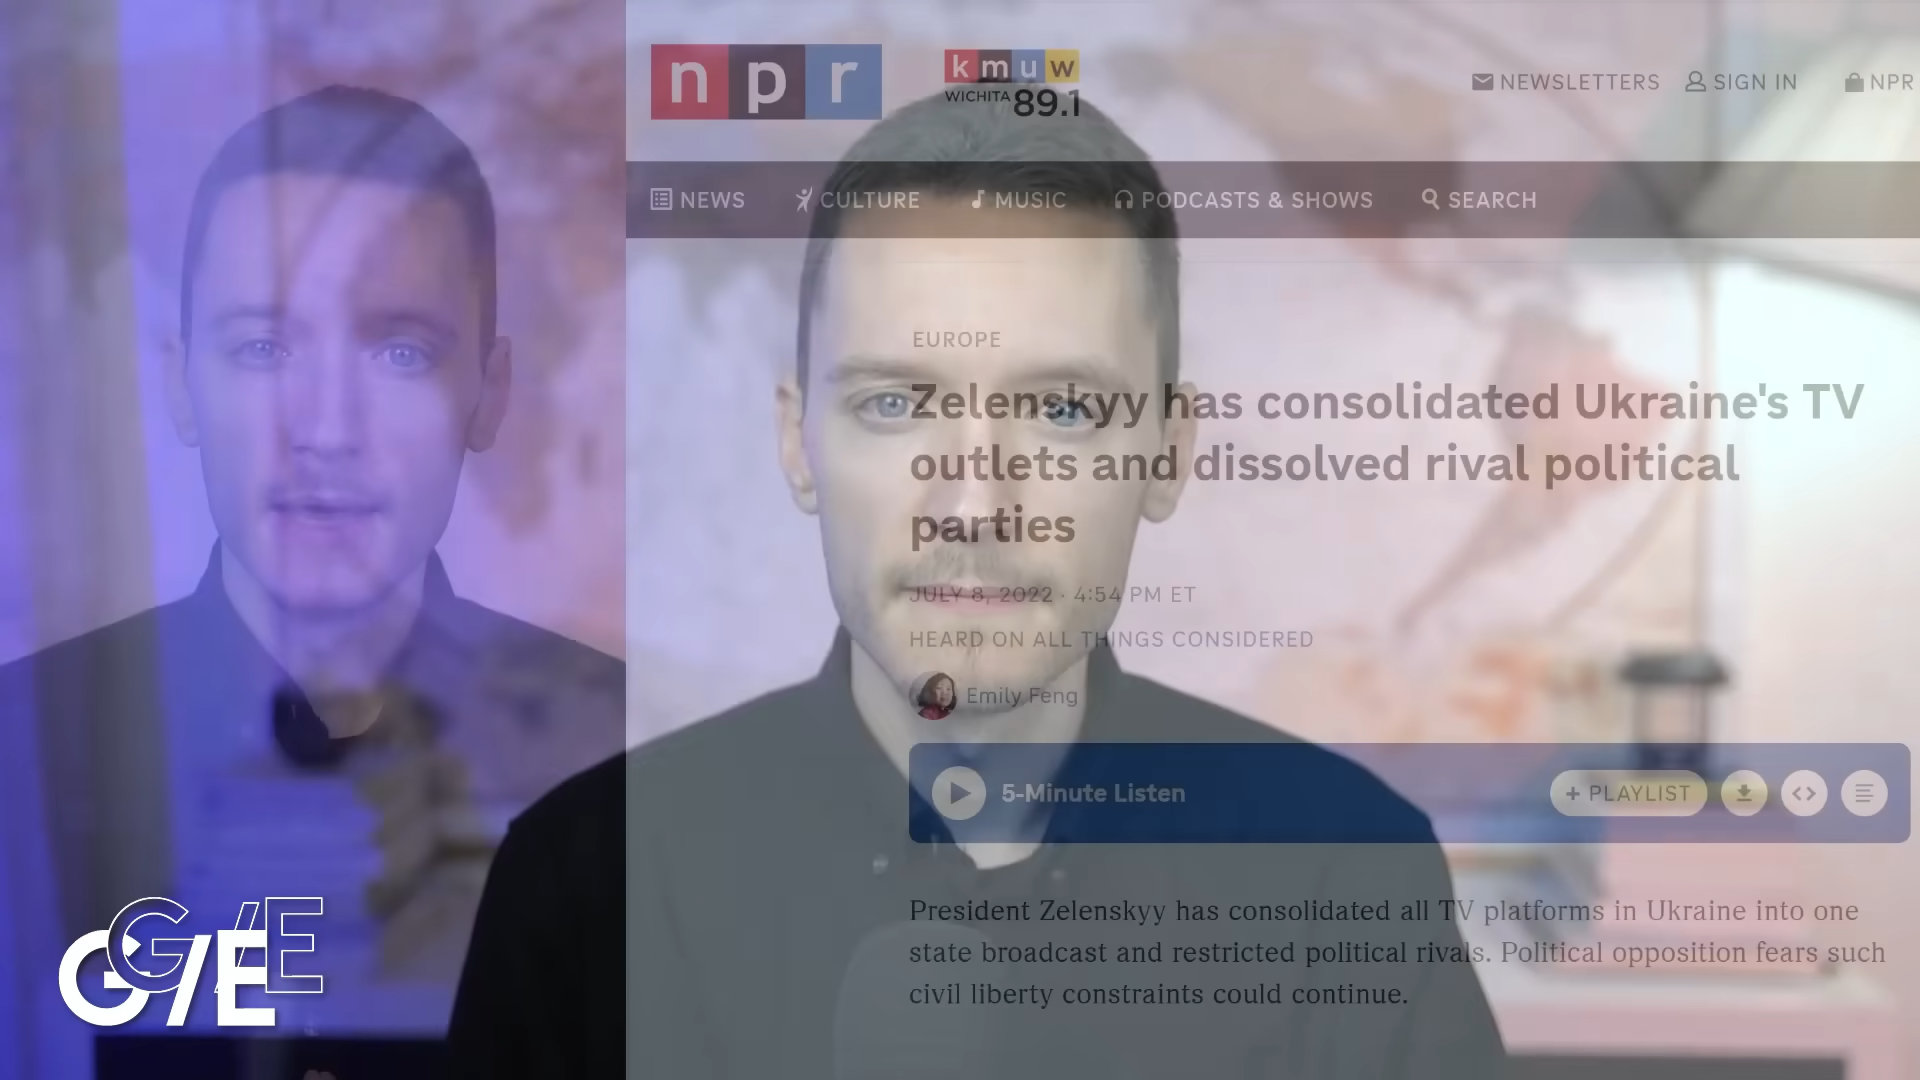 npr
kmuw
WICHITA 89.1
NEWSLETTERS
SIGN IN
NPR
NEWS
CULTURE
MUSIC
PODCASTS & SHOWS
SEARCH
EUROPE
Zelenskyy has consolidated Ukraine's TV
outlets and dissolved rival political
parties
JULY 8, 2022 · 4:54 PM ET
HEARD ON ALL THINGS CONSIDERED
Emily Feng
5-Minute Listen
+ PLAYLIST
President Zelenskyy has consolidated all TV platforms in Ukraine into one
state broadcast and restricted political rivals. Political opposition fears such
civil liberty constraints could continue.
G/E
G/E